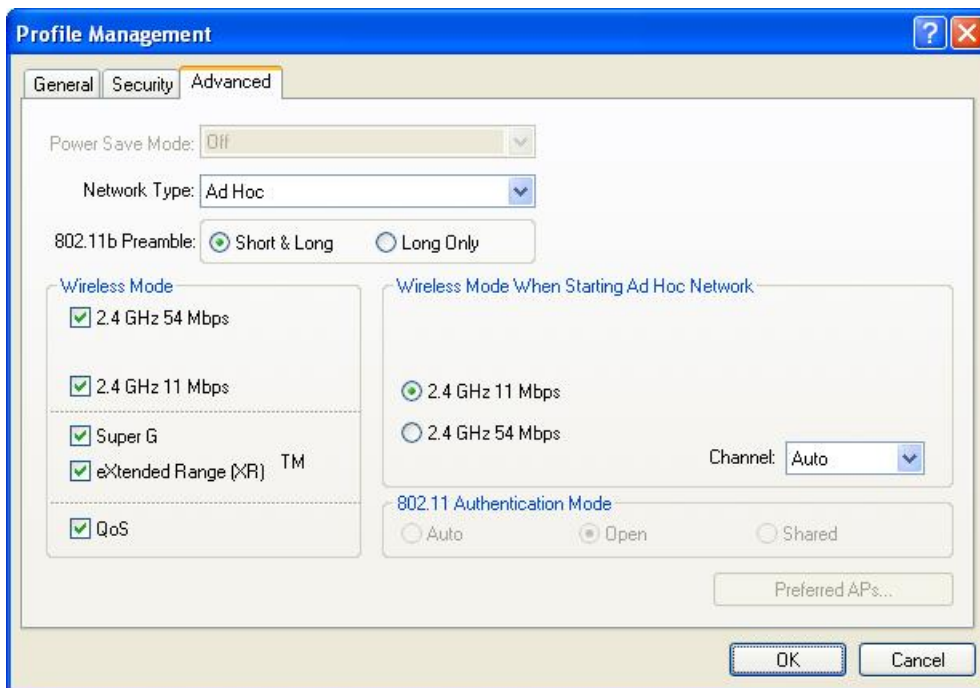 Profile Management
General Security Advanced
Power Save Mode: Off
Network Type: Ad Hoc
802.11b Preamble: Short & Long Long Only
Wireless Mode
2.4 GHz 54 Mbps
2.4 GHz 11 Mbps
Super G
eXtended Range (XR) TM
QoS
Wireless Mode When Starting Ad Hoc Network
2.4 GHz 11 Mbps
2.4 GHz 54 Mbps
Channel: Auto
802.11 Authentication Mode
Auto Open Shared
Preferred APs...
OK Cancel